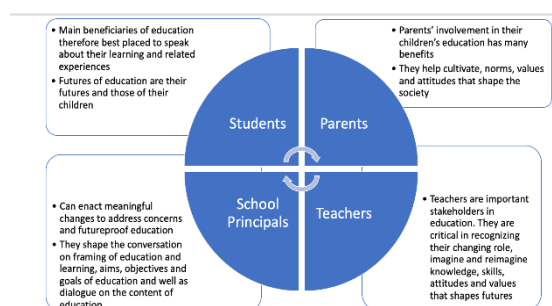 • Main beneficiaries of education
therefore best placed to speak
about their learning and related
experiences
• Futures of education are their
futures and those of their
children
• Parents' involvement in their
children's education has many
benefits
• They help cultivate, norms, values
and attitudes that shape the
society
Students
Parents
School
Principals
Teachers
• Can enact meaningful
changes to address concerns
and futureproof education
• They shape the conversation
on framing of education and
learning, aims, objectives and
goals of education and well as
dialogue on the content of
education
• Teachers are important
stakeholders in
education. They are
critical in recognizing
their changing role,
imagine and reimagine
knowledge, skills,
attitudes and values
that shapes futures